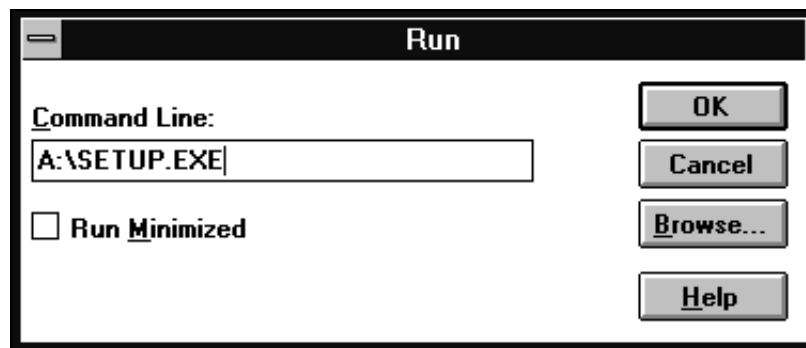 Run
Command Line:
A:\SETUP.EXE
Run Minimized
OK
Cancel
Browse...
Help